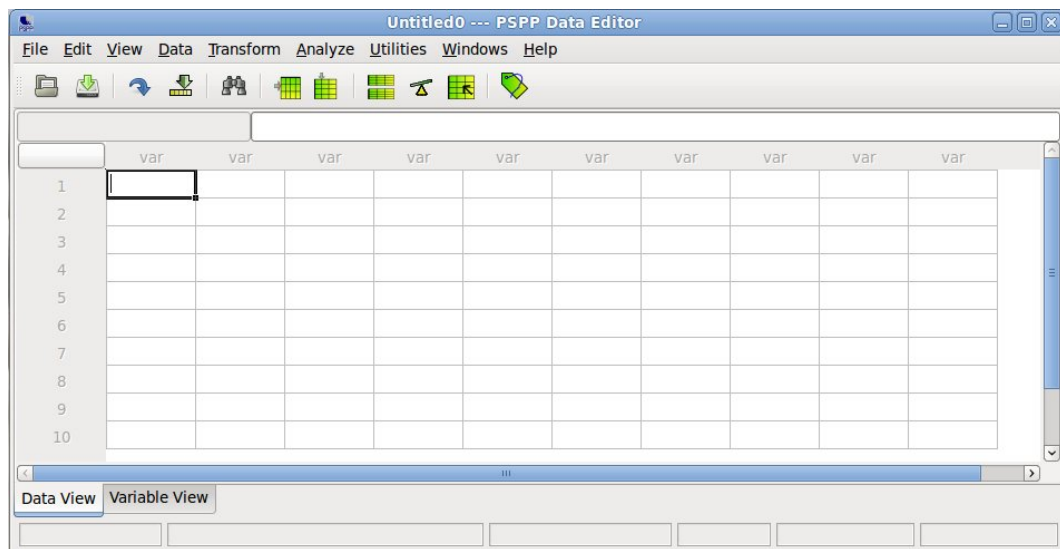 Untitled0 --- PSPP Data Editor
File Edit View Data Transform Analyze Utilities Windows Help
var var var var var var var var var var
1
2
3
4
5
6
7
8
9
10
Data View Variable View